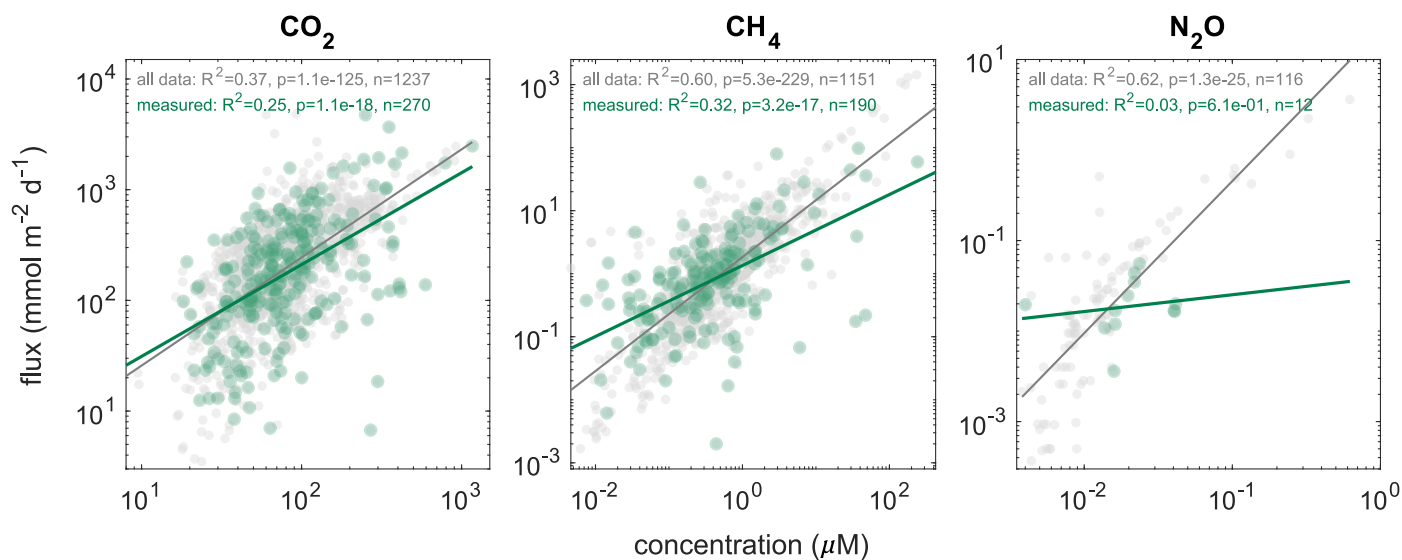 CO2
CH4
N2O
all data: R2=0.37, p=1.1e-125, n=1237
measured: R2=0.25, p=1.1e-18, n=270
all data: R2=0.60, p=5.3e-229, n=1151
measured: R2=0.32, p=3.2e-17, n=190
all data: R2=0.62, p=1.3e-25, n=116
measured: R2=0.03, p=6.1e-01, n=12
flux (mmol m−2 d−1)
10^4
10^3
10^2
10^1
10^1
10^2
10^3
10^3
10^1
10^-1
10^-3
10^-2
10^0
10^2
10^1
10^-1
10^-3
10^-2
10^-1
10^0
concentration (μM)